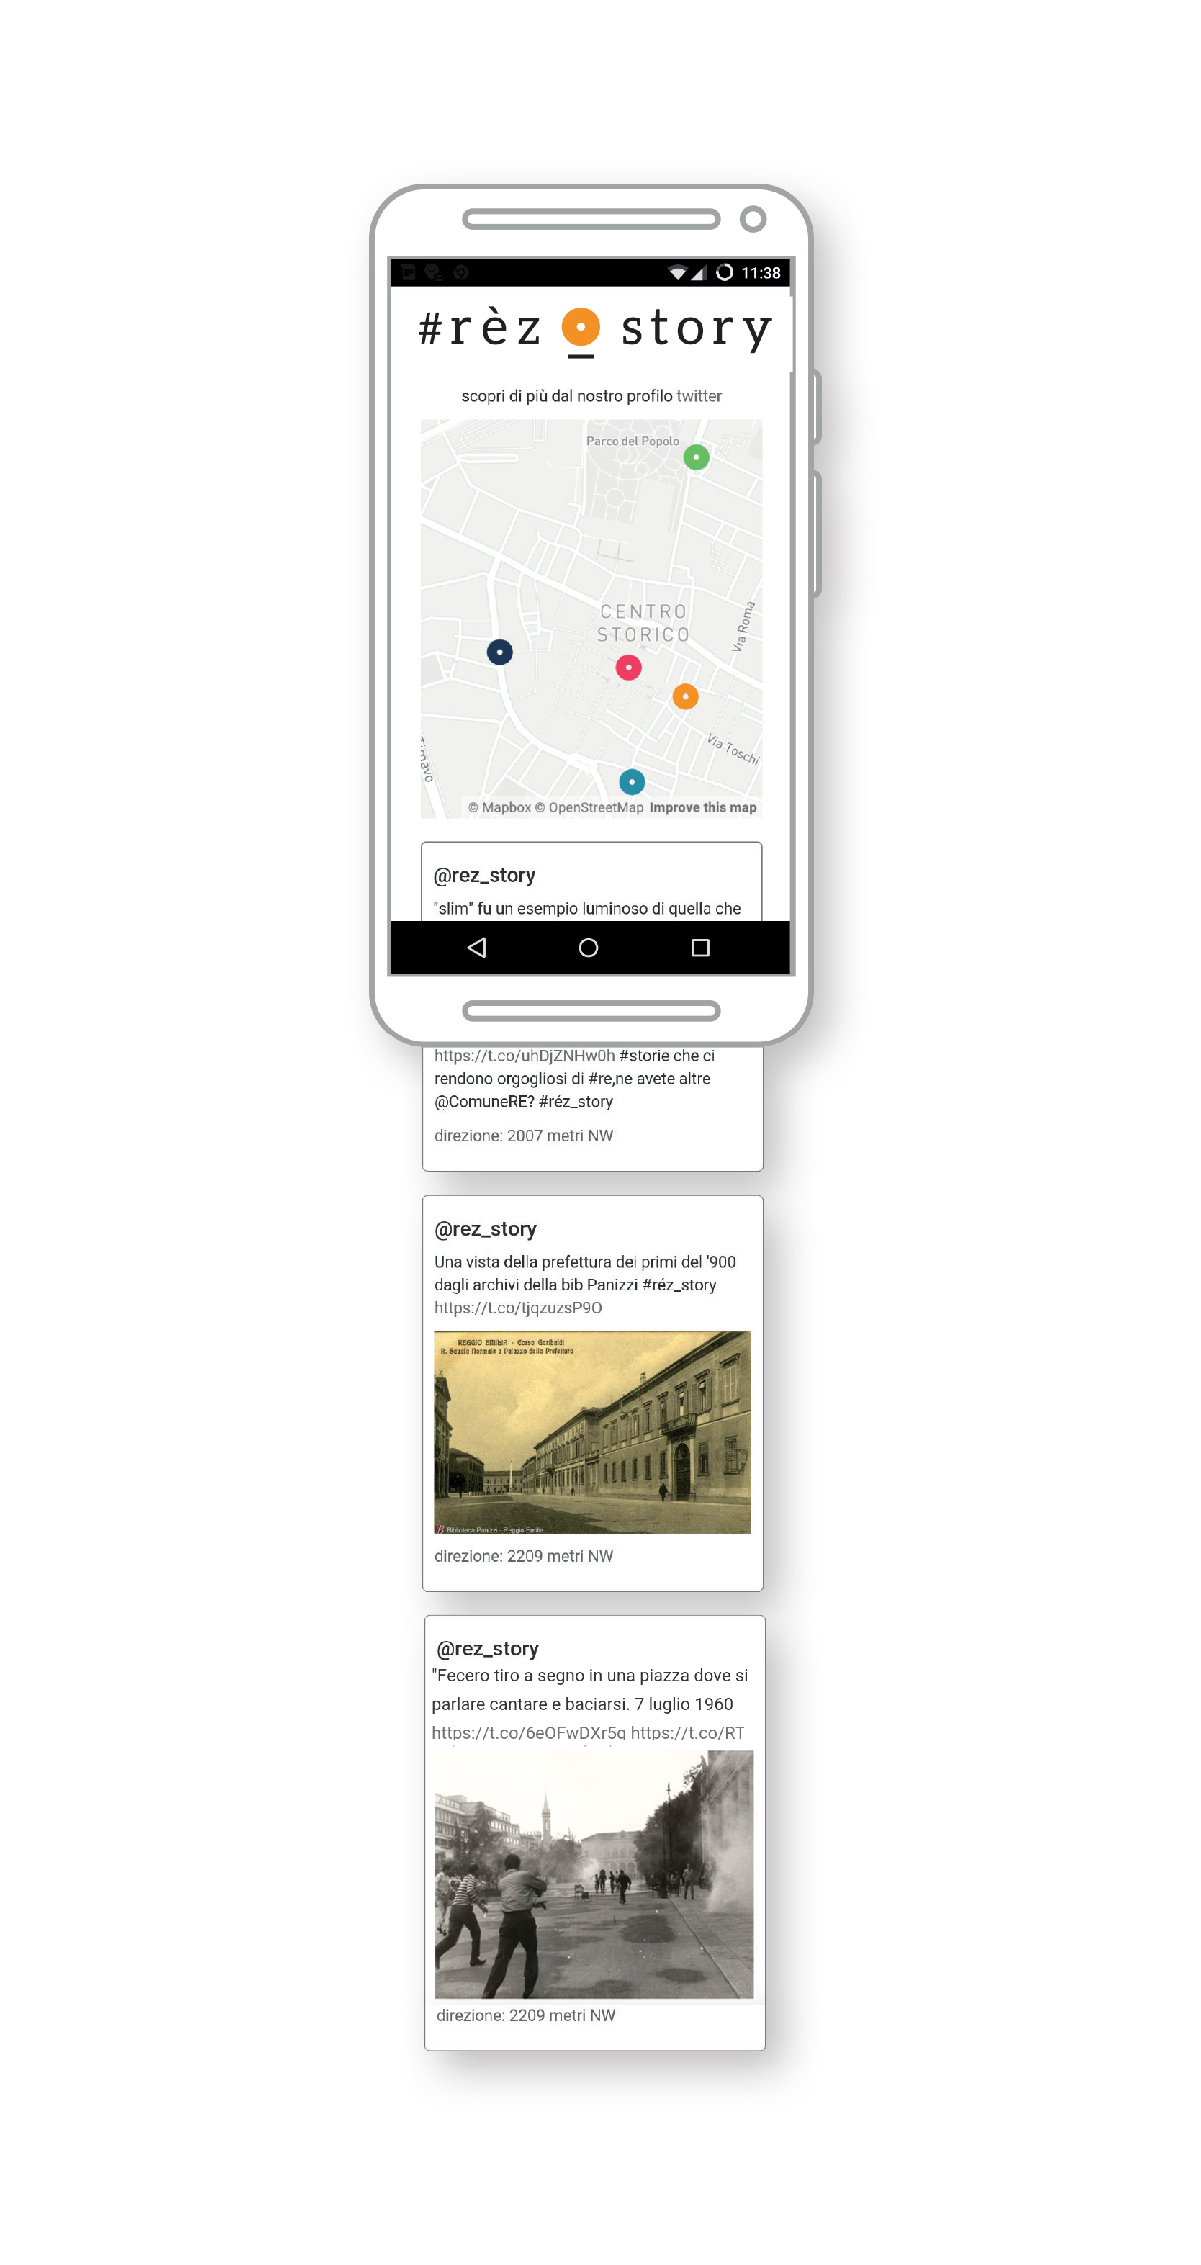 11:38
#rèz story
scopri di più dal nostro profilo twitter
Parco del Popolo
CENTRO
STORICO
Via Roma
Via Toschi
© Mapbox © OpenStreetMap Improve this map
@rez_story
"slim" fu un esempio luminoso di quella che
https://t.co/uhDjZNHw0h #storie che ci
rendono orgogliosi di #re,ne avete altre
@ComuneRE? #réz_story
direzione: 2007 metri NW
@rez_story
Una vista della prefettura dei primi del '900
dagli archivi della bib Panizzi #réz_story
https://t.co/tjqzuzsP9O
REGGIO EMILIA - Corso Garibaldi
R. Scuola Normale e Palazzo della Prefettura
Biblioteca Panizzi - Reggio Emilia
direzione: 2209 metri NW
@rez_story
"Fecero tiro a segno in una piazza dove si
parlare cantare e baciarsi. 7 luglio 1960
https://t.co/6eOFwDXr5q https://t.co/RT
direzione: 2209 metri NW